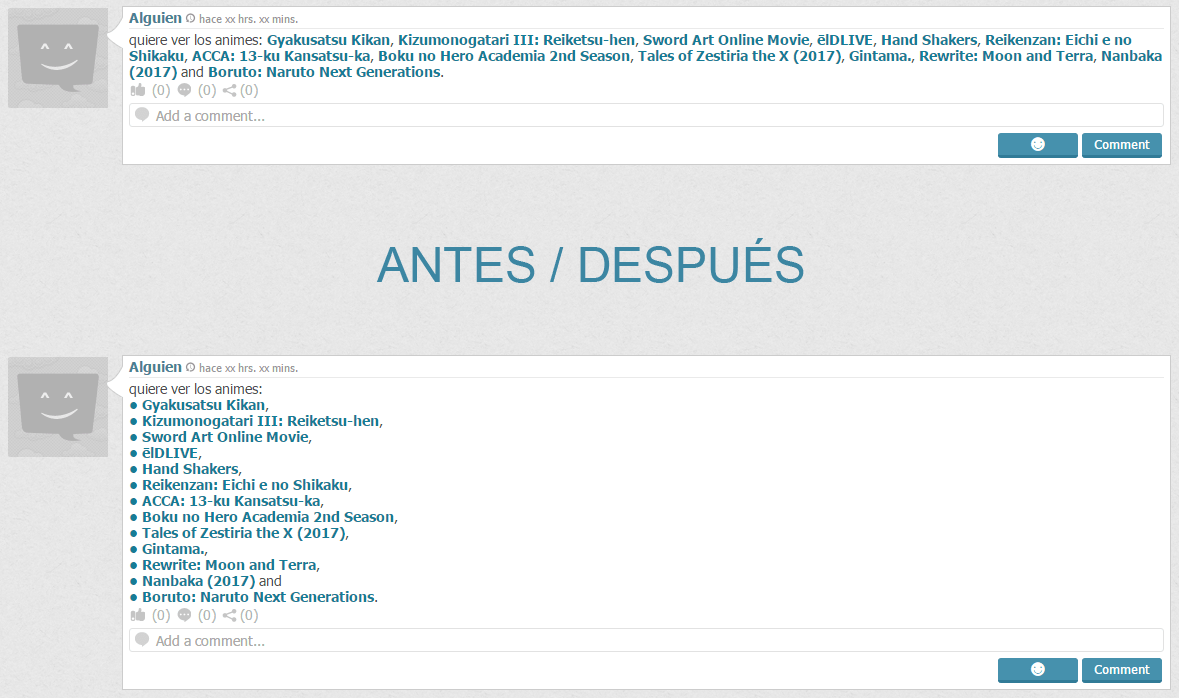 Alguien hace xx hrs. xx mins.
quiere ver los animes: Gyakusatsu Kikan, Kizumonogatari III: Reiketsu-hen, Sword Art Online Movie, ēlDLIVE, Hand Shakers, Reikenzan: Eichi e no
Shikaku, ACCA: 13-ku Kansatsu-ka, Boku no Hero Academia 2nd Season, Tales of Zestiria the X (2017), Gintama., Rewrite: Moon and Terra, Nanbaka
(2017) and Boruto: Naruto Next Generations.
(0) (0) (0)
Add a comment...
Comment
ANTES / DESPUÉS
Alguien hace xx hrs. xx mins.
quiere ver los animes:
● Gyakusatsu Kikan,
● Kizumonogatari III: Reiketsu-hen,
● Sword Art Online Movie,
● ēlDLIVE,
● Hand Shakers,
● Reikenzan: Eichi e no Shikaku,
● ACCA: 13-ku Kansatsu-ka,
● Boku no Hero Academia 2nd Season,
● Tales of Zestiria the X (2017),
● Gintama.,
● Rewrite: Moon and Terra,
● Nanbaka (2017) and
● Boruto: Naruto Next Generations.
(0) (0) (0)
Add a comment...
Comment